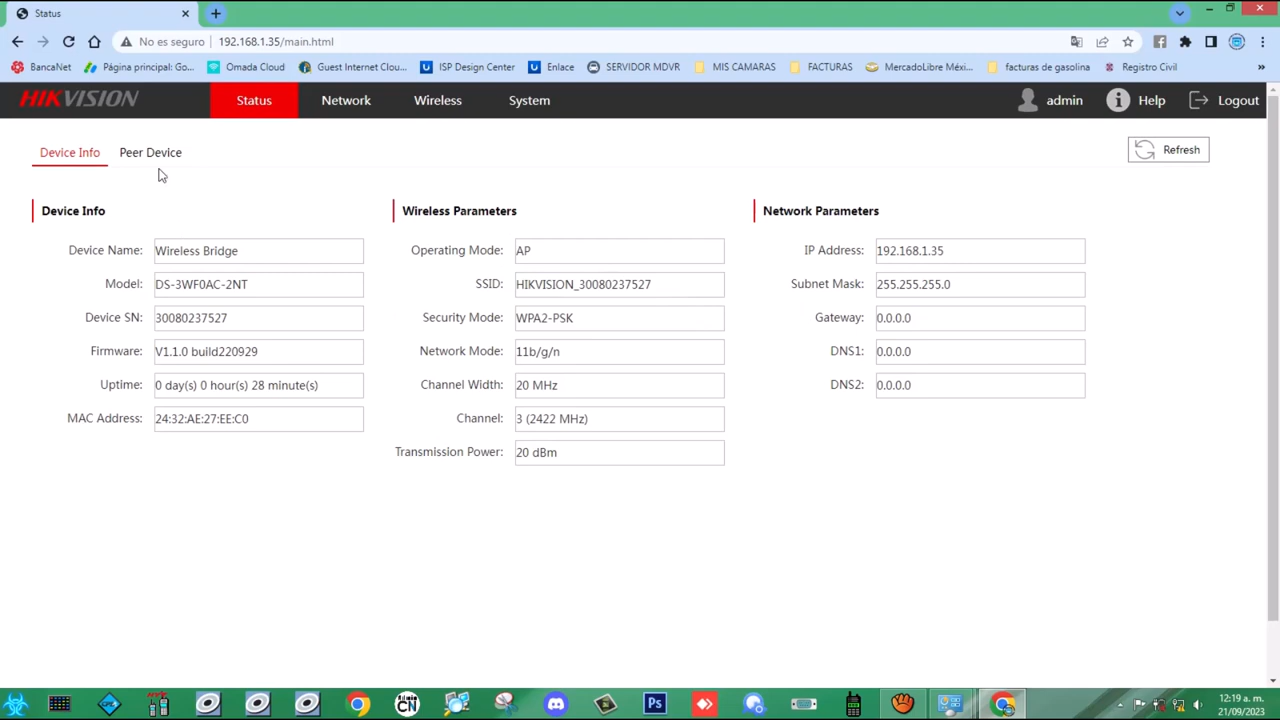 Status
No es seguro 192.168.1.35/main.html
BancaNet Página principal: Go... Omada Cloud Guest Internet Clou... ISP Design Center Enlace SERVIDOR MDVR MIS CAMARAS FACTURAS MercadoLibre Méxi... facturas de gasolina Registro Civil »
HIKVISION Status Network Wireless System admin Help Logout
Device Info Peer Device Refresh
Device Info
Device Name: Wireless Bridge
Model: DS-3WF0AC-2NT
Device SN: 30080237527
Firmware: V1.1.0 build220929
Uptime: 0 day(s) 0 hour(s) 28 minute(s)
MAC Address: 24:32:AE:27:EE:C0
Wireless Parameters
Operating Mode: AP
SSID: HIKVISION_30080237527
Security Mode: WPA2-PSK
Network Mode: 11b/g/n
Channel Width: 20 MHz
Channel: 3 (2422 MHz)
Transmission Power: 20 dBm
Network Parameters
IP Address: 192.168.1.35
Subnet Mask: 255.255.255.0
Gateway: 0.0.0.0
DNS1: 0.0.0.0
DNS2: 0.0.0.0
CN Ps
12:19 a. m.
21/09/2023